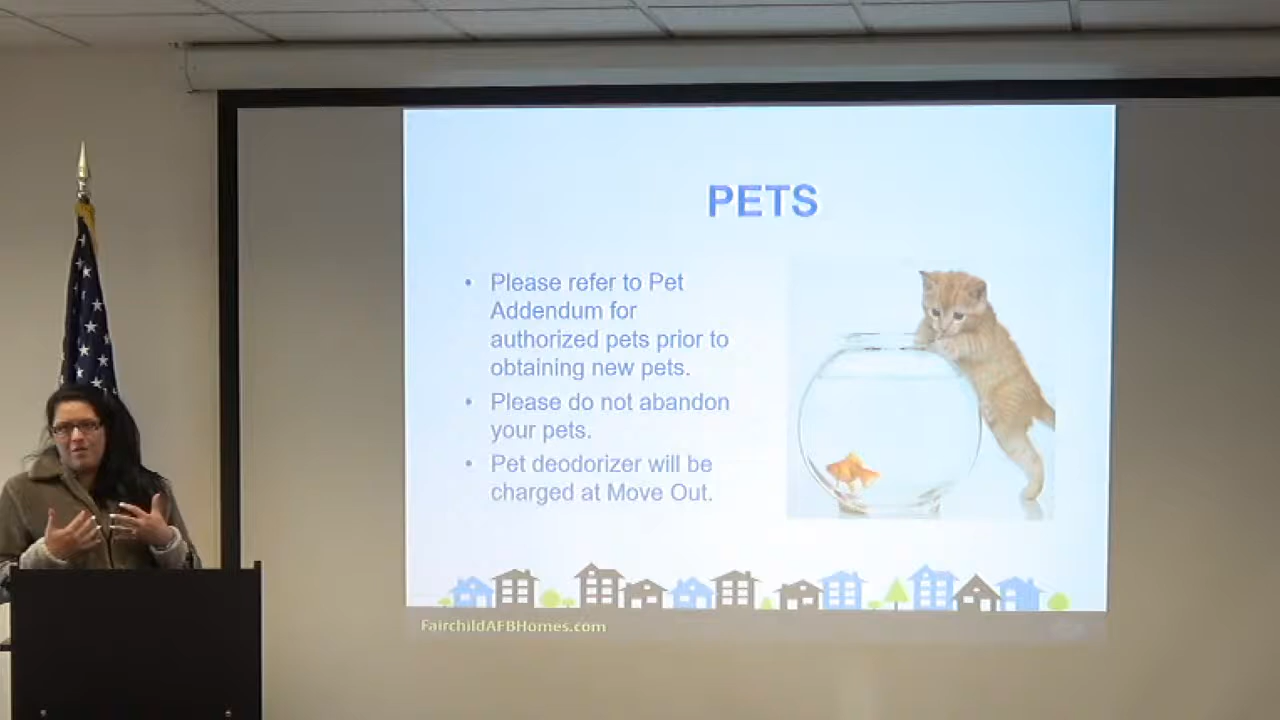 PETS
• Please refer to Pet
Addendum for
authorized pets prior to
obtaining new pets.
• Please do not abandon
your pets.
• Pet deodorizer will be
charged at Move Out.
FairchildAFBHomes.com